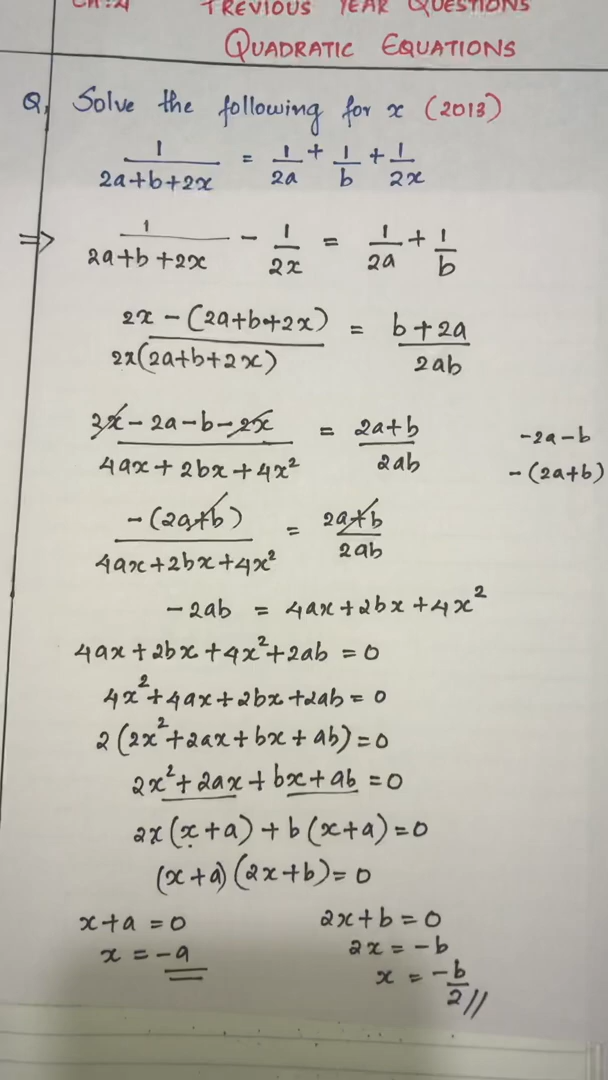 CH:4 PREVIOUS YEAR QUESTIONS
QUADRATIC EQUATIONS
Q, Solve the following for x (2013)
1/(2a+b+2x) = 1/2a + 1/b + 1/2x
⇒ 1/(2a+b+2x) - 1/2x = 1/2a + 1/b
(2x - (2a+b+2x))/(2x(2a+b+2x)) = (b+2a)/2ab
(2x - 2a - b - 2x)/(4ax + 2bx + 4x²) = (2a+b)/2ab
-2a-b
-(2a+b)
-(2a+b)/(4ax+2bx+4x²) = (2a+b)/2ab
-2ab = 4ax + 2bx + 4x²
4ax + 2bx + 4x² + 2ab = 0
4x² + 4ax + 2bx + 2ab = 0
2(2x² + 2ax + bx + ab) = 0
2x² + 2ax + bx + ab = 0
2x(x+a) + b(x+a) = 0
(x+a)(2x+b) = 0
x+a = 0 2x+b = 0
x = -a 2x = -b
x = -b/2 //